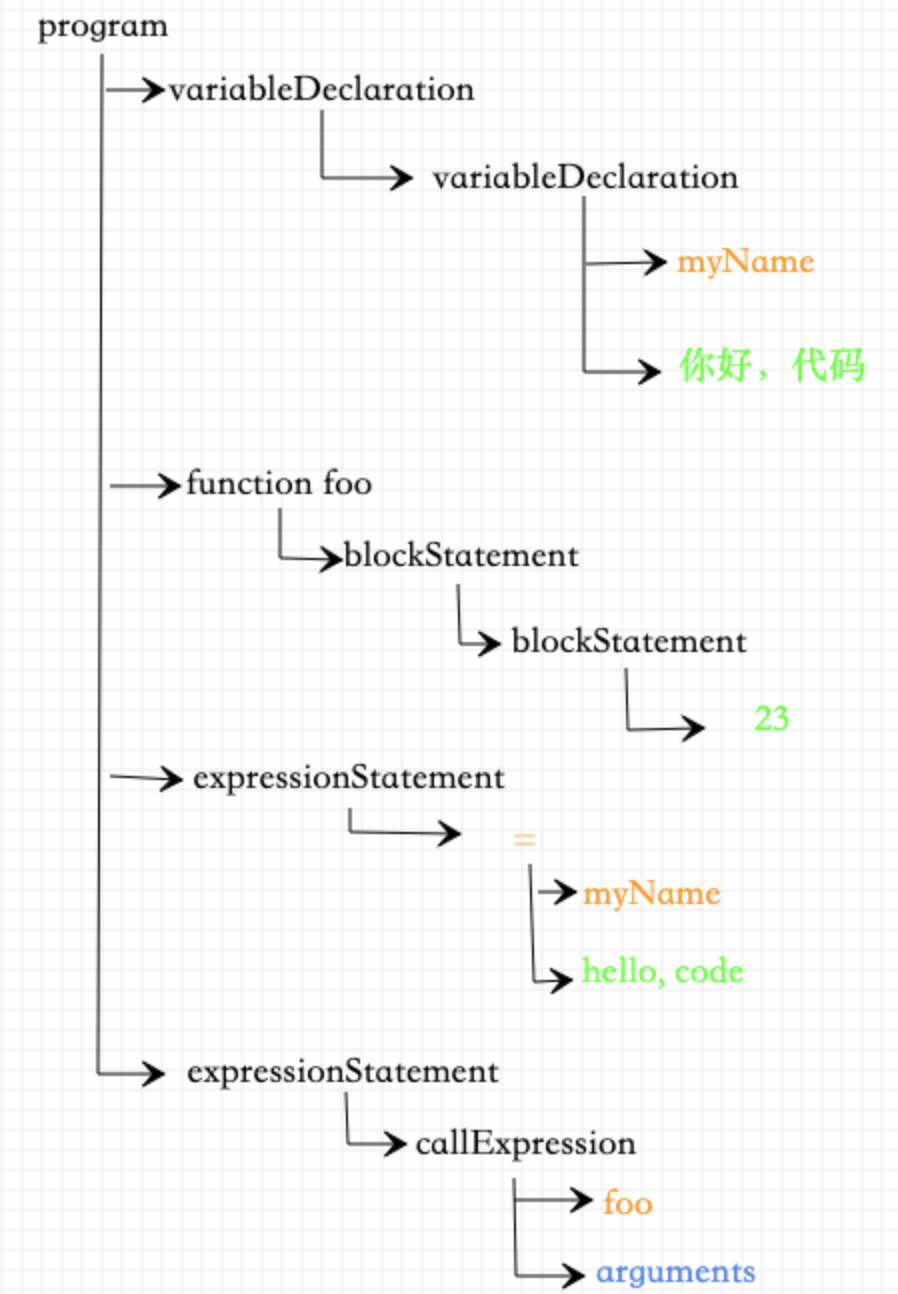 program
variableDeclaration
variableDeclaration
myName
你好，代码
function foo
blockStatement
blockStatement
23
expressionStatement
=
myName
hello, code
expressionStatement
callExpression
foo
arguments